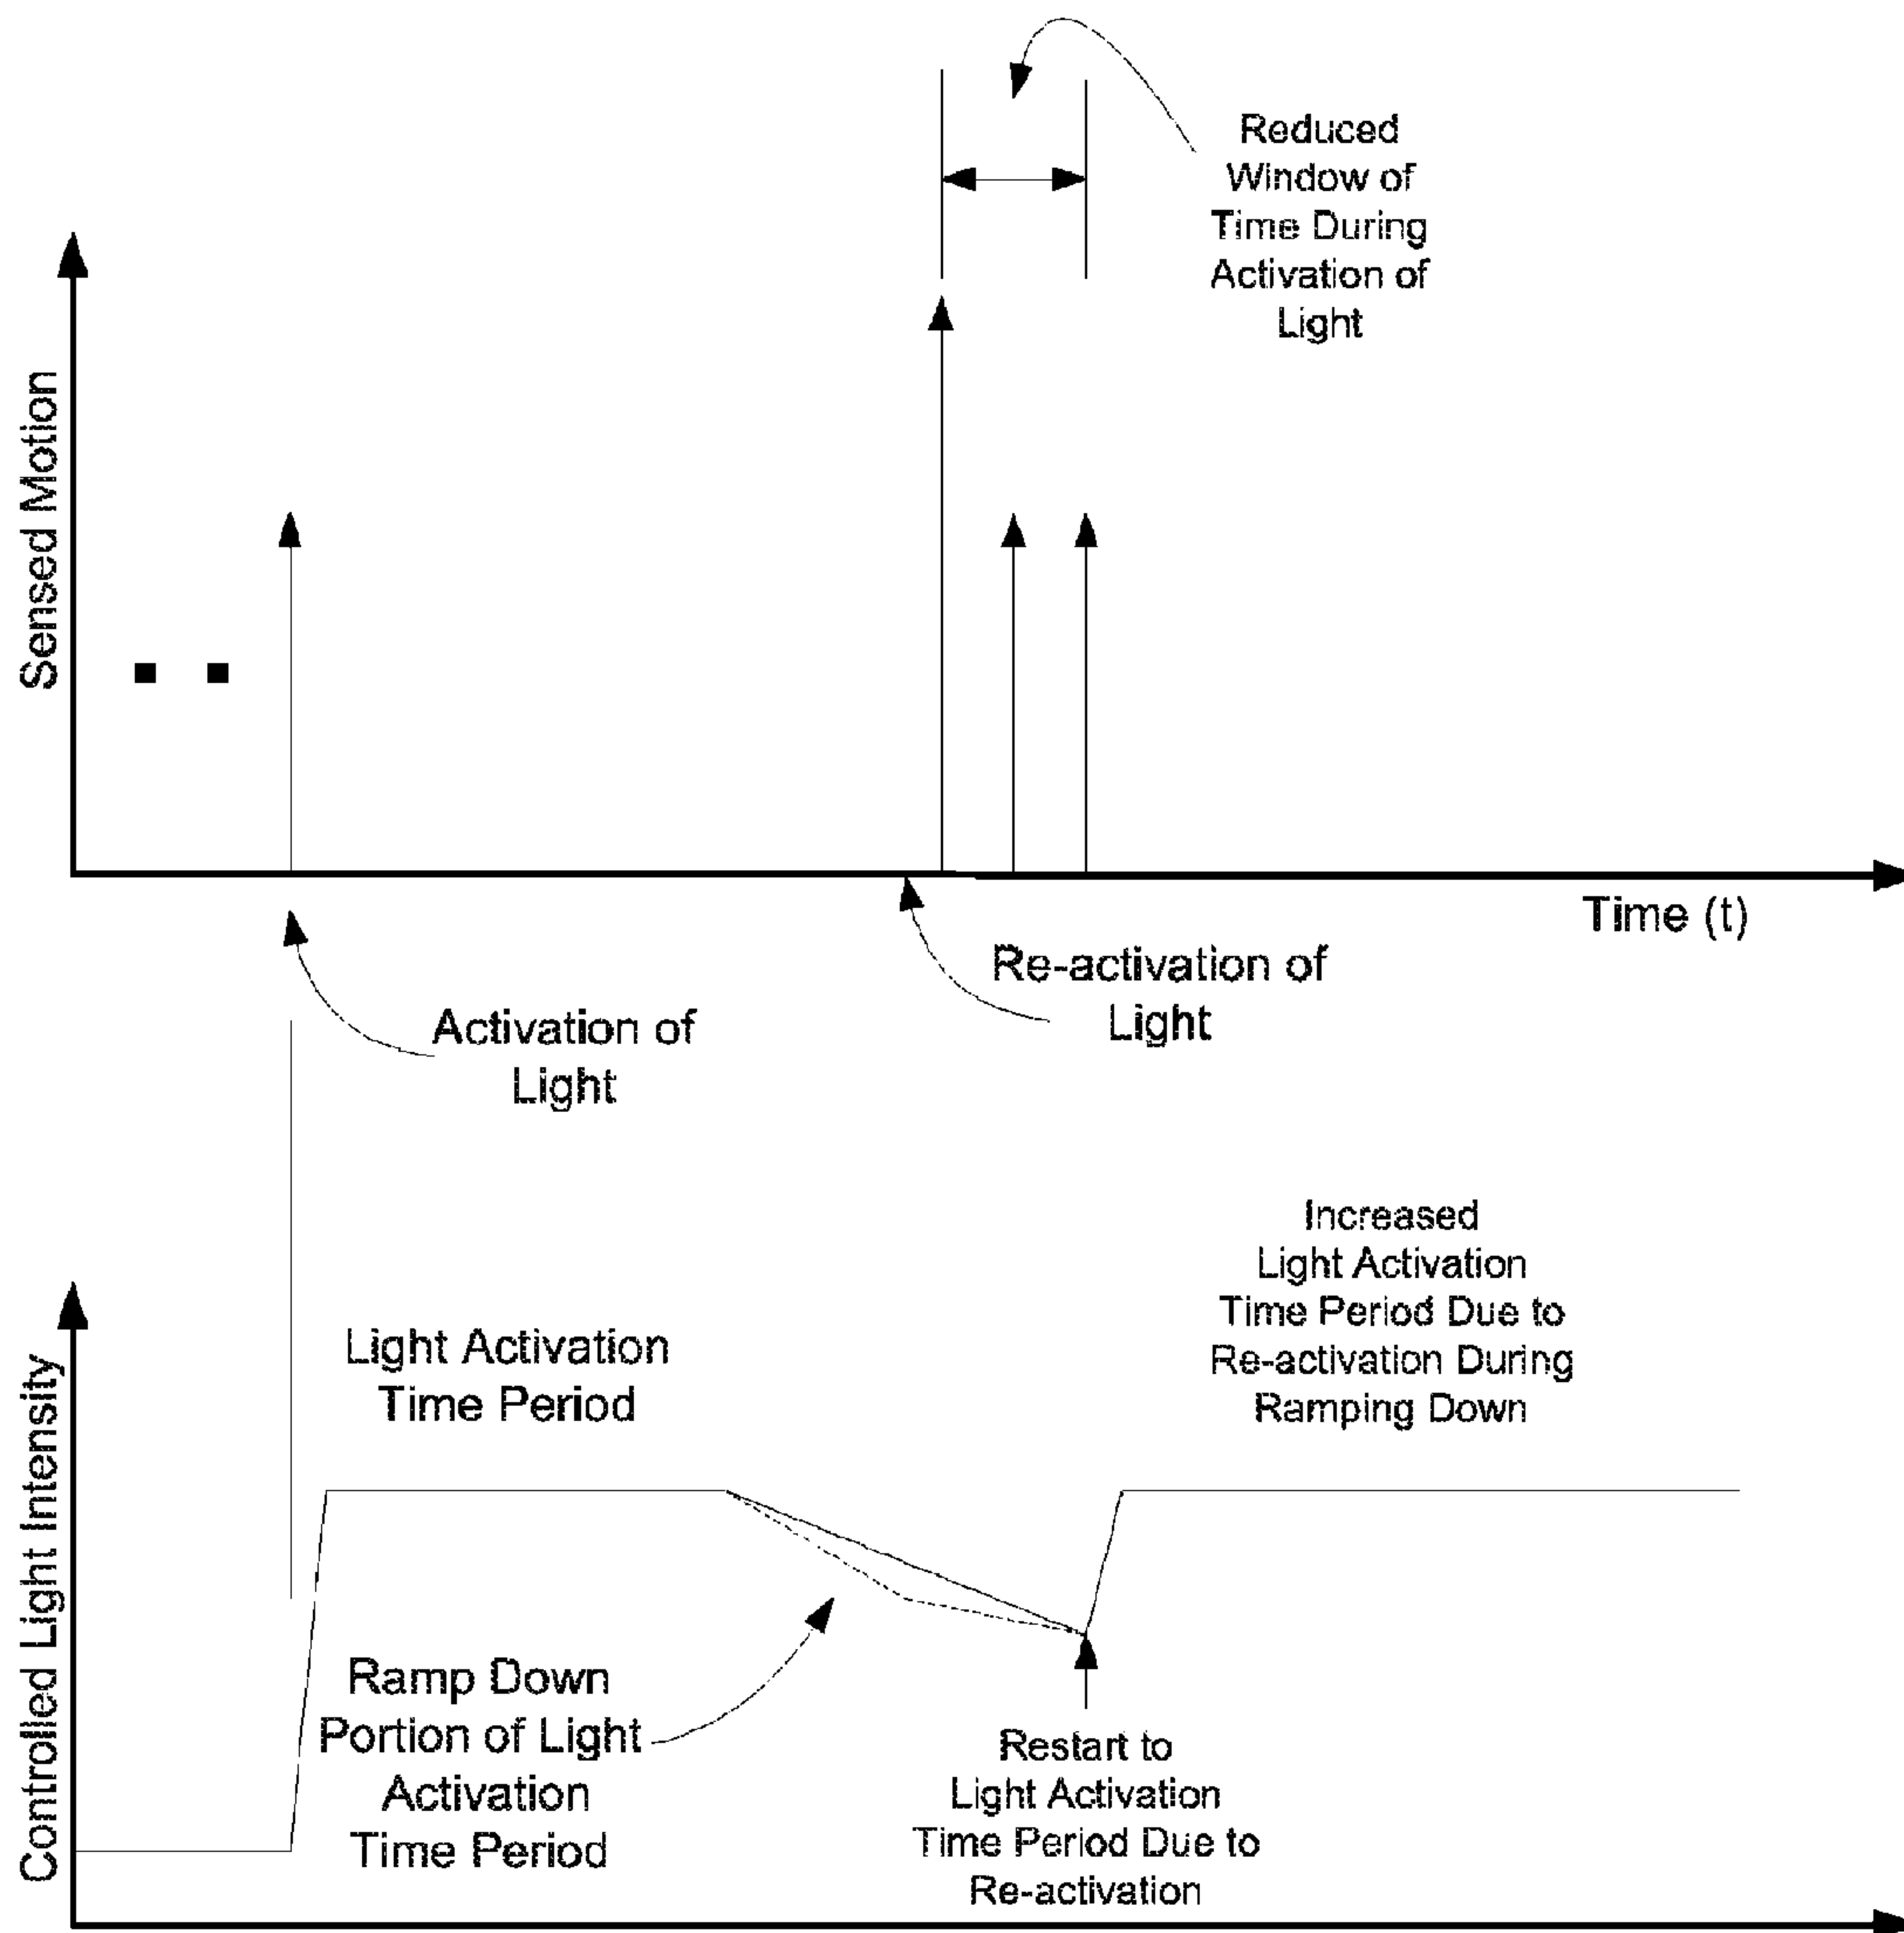 Reduced
Window of
Time During
Activation of
Light
Sensed Motion
Time (t)
Re-activation of
Light
Activation of
Light
Increased
Light Activation
Time Period Due to
Re-activation During
Ramping Down
Light Activation
Time Period
Controlled Light Intensity
Ramp Down
Portion of Light
Activation
Time Period
Restart to
Light Activation
Time Period Due to
Re-activation